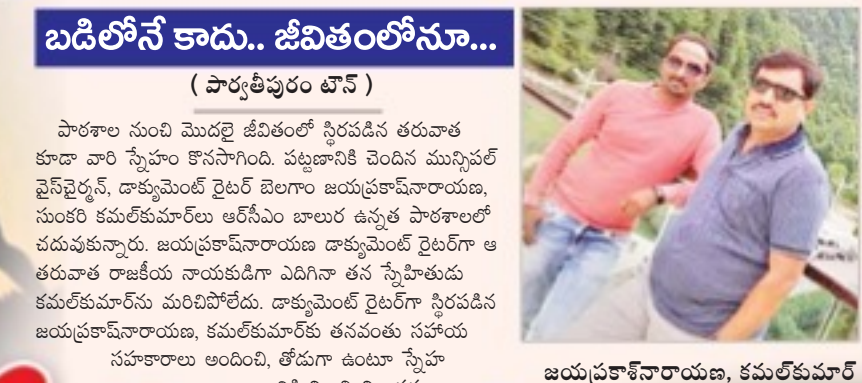 బడిలోనే కాదు.. జీవితంలోనూ...
( పార్వతీపురం టౌన్ )
పాఠశాల నుంచి మొదలై జీవితంలో స్థిరపడిన తరువాత
కూడా వారి స్నేహం కొనసాగింది. పట్టణానికి చెందిన మున్సిపల్
వైస్‌చైర్మన్, డాక్యుమెంట్ రైటర్ బెలగాం జయప్రకాష్‌నారాయణ,
సుంకరి కమల్‌కుమార్‌లు ఆర్‌సీఎం బాలుర ఉన్నత పాఠశాలలో
చదువుకున్నారు. జయప్రకాష్‌నారాయణ డాక్యుమెంట్ రైటర్‌గా ఆ
తరువాత రాజకీయ నాయకుడిగా ఎదిగినా తన స్నేహితుడు
కమల్‌కుమార్‌ను మరిచిపోలేదు. డాక్యుమెంట్ రైటర్‌గా స్థిరపడిన
జయప్రకాష్‌నారాయణ, కమల్‌కుమార్‌కు తనవంతు సహాయ
సహకారాలు అందించి, తోడుగా ఉంటూ స్నేహ
జయప్రకాశ్‌నారాయణ, కమల్‌కుమార్